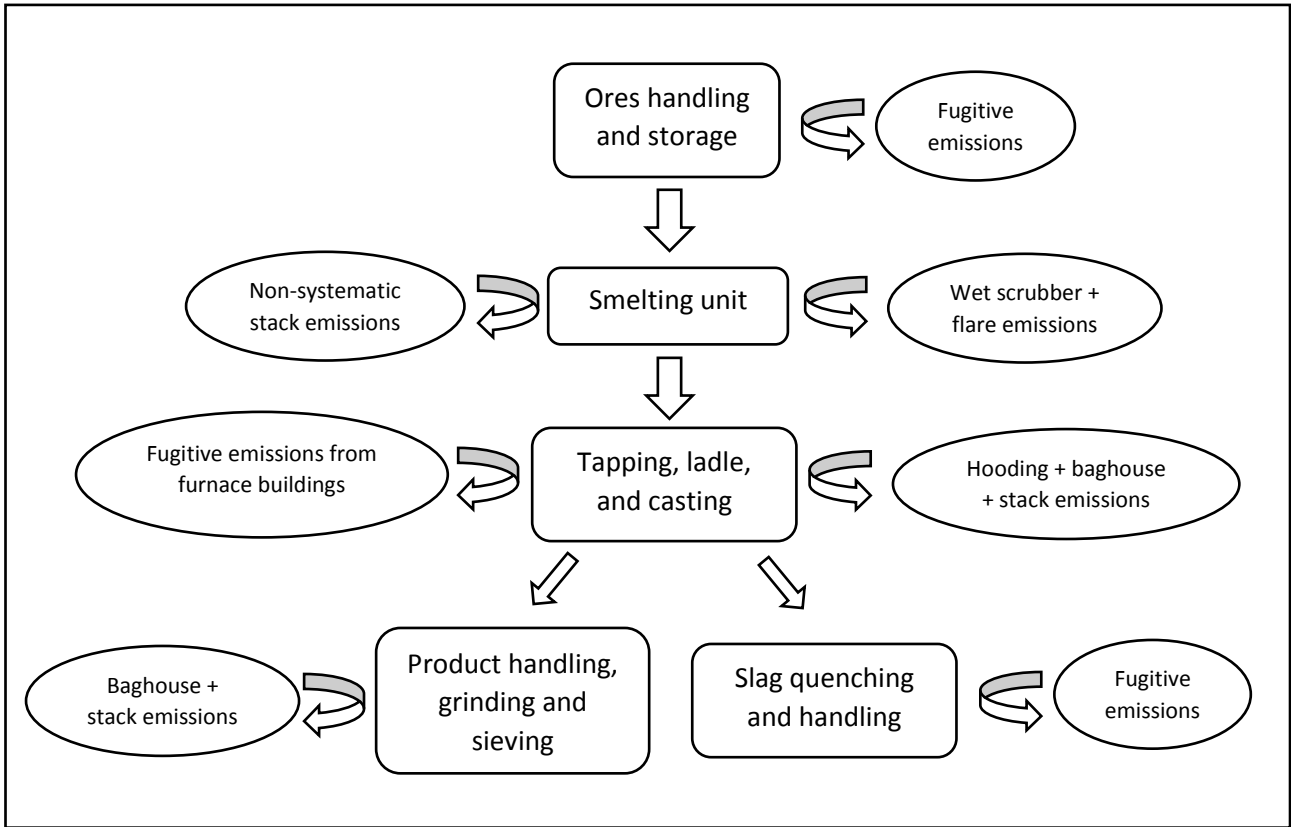 Ores handling
and storage
Fugitive
emissions
Non-systematic
stack emissions
Smelting unit
Wet scrubber +
flare emissions
Fugitive emissions from
furnace buildings
Tapping, ladle,
and casting
Hooding + baghouse
+ stack emissions
Baghouse +
stack emissions
Product handling,
grinding and
sieving
Slag quenching
and handling
Fugitive
emissions